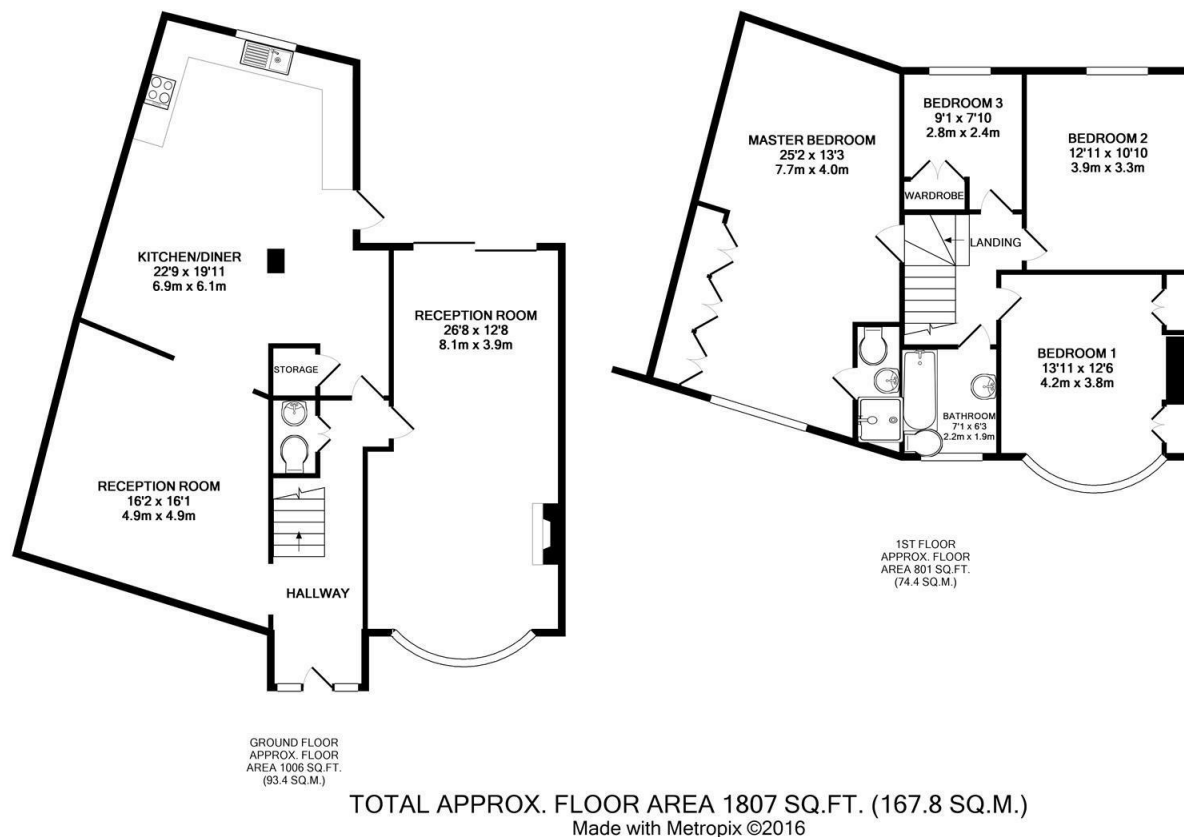 KITCHEN/DINER
22'9 x 19'11
6.9m x 6.1m
RECEPTION ROOM
26'8 x 12'8
8.1m x 3.9m
STORAGE
RECEPTION ROOM
16'2 x 16'1
4.9m x 4.9m
HALLWAY
GROUND FLOOR
APPROX. FLOOR
AREA 1006 SQ.FT.
(93.4 SQ.M.)
MASTER BEDROOM
25'2 x 13'3
7.7m x 4.0m
BEDROOM 3
9'1 x 7'10
2.8m x 2.4m
WARDROBE
BEDROOM 2
12'11 x 10'10
3.9m x 3.3m
LANDING
BEDROOM 1
13'11 x 12'6
4.2m x 3.8m
BATHROOM
7'1 x 6'3
2.2m x 1.9m
1ST FLOOR
APPROX. FLOOR
AREA 801 SQ.FT.
(74.4 SQ.M.)
TOTAL APPROX. FLOOR AREA 1807 SQ.FT. (167.8 SQ.M.)
Made with Metropix ©2016